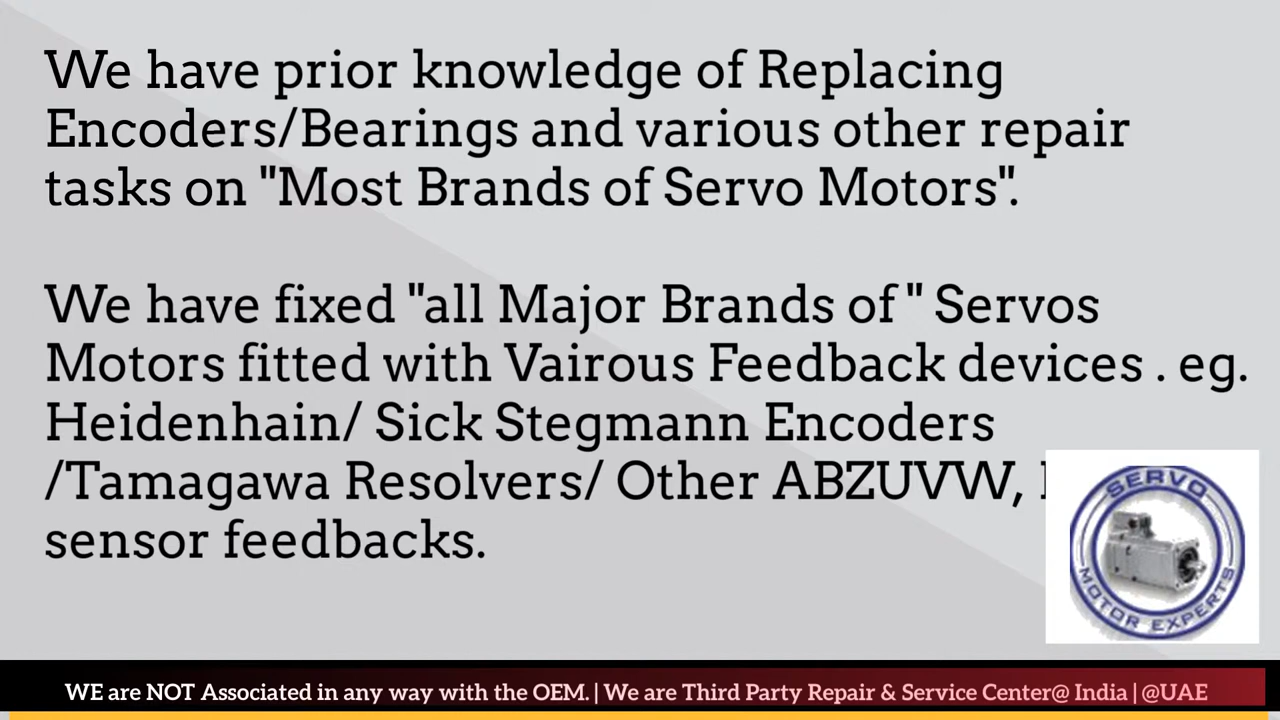 We have prior knowledge of Replacing
Encoders/Bearings and various other repair
tasks on "Most Brands of Servo Motors".
We have fixed "all Major Brands of " Servos
Motors fitted with Vairous Feedback devices . eg.
Heidenhain/ Sick Stegmann Encoders
/Tamagawa Resolvers/ Other ABZUVW,
sensor feedbacks.
SERVO
MOTOR EXPERTS
WE are NOT Associated in any way with the OEM. | We are Third Party Repair & Service Center@ India | @UAE